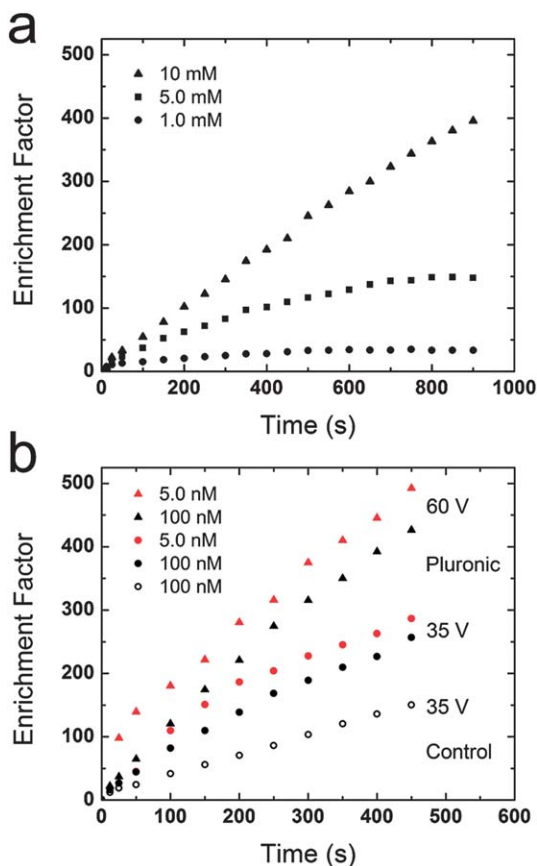 a
500
400
300
200
100
0
Enrichment Factor
10 mM
5.0 mM
1.0 mM
0 200 400 600 800 1000
Time (s)
b
500
400
300
200
100
0
Enrichment Factor
5.0 nM
100 nM
5.0 nM
100 nM
100 nM
60 V
Pluronic
35 V
35 V
Control
0 100 200 300 400 500 600
Time (s)